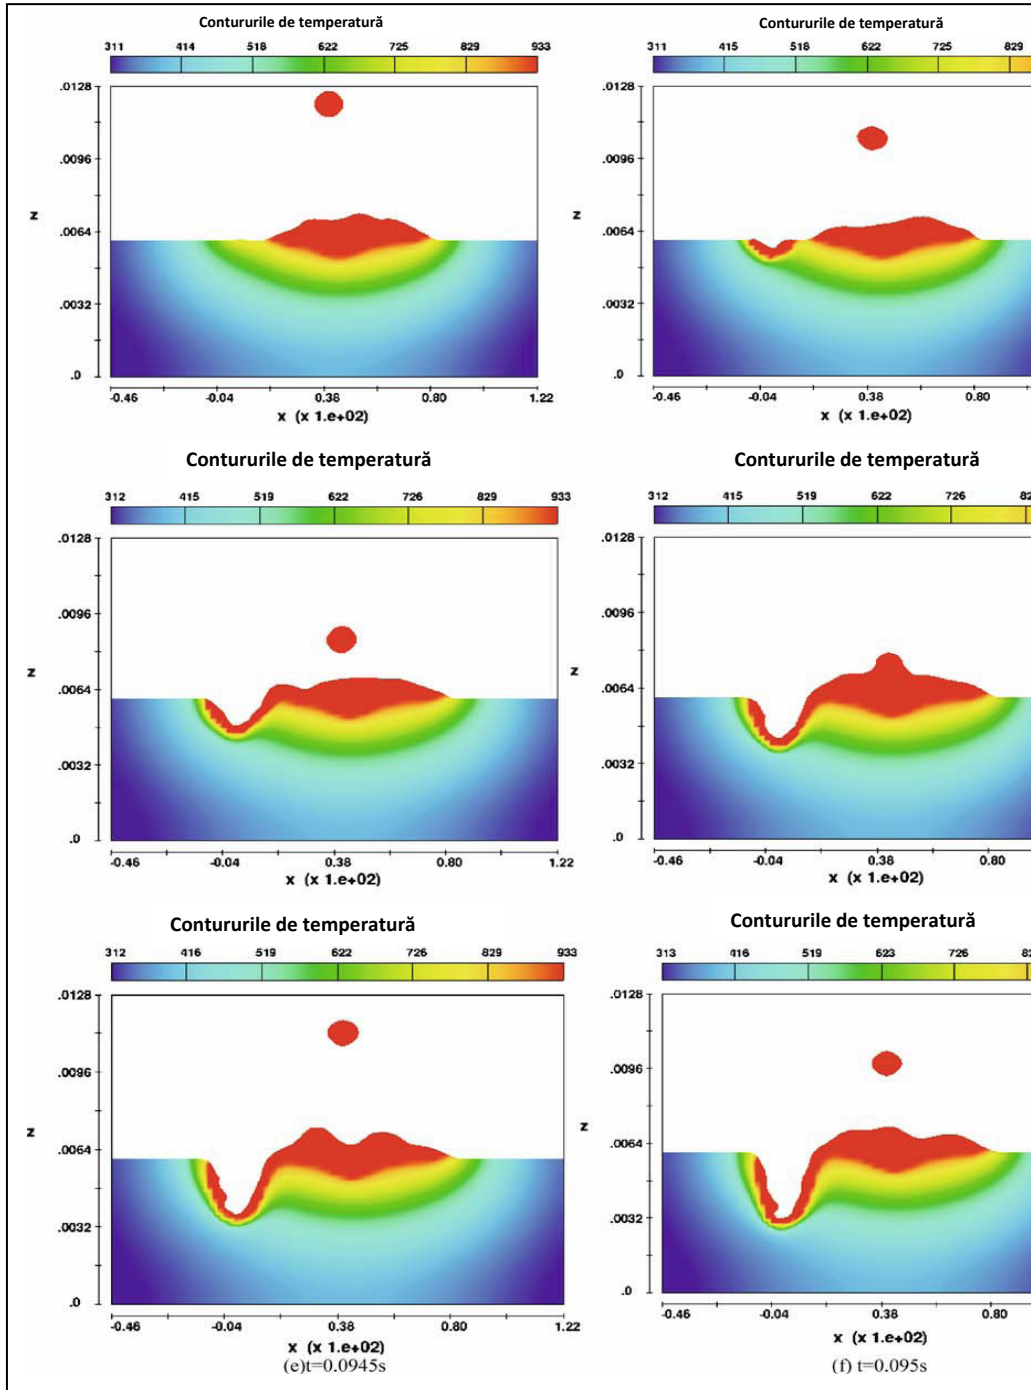 Contururile de temperatură
311 414 518 622 725 829 933
.0128
.0096
z
.0064
.0032
.0
-0.46 -0.04 0.38 0.80 1.22
x (x 1.e+02)
Contururile de temperatură
311 415 518 622 725 829
.0128
.0096
z
.0064
.0032
.0
-0.46 -0.04 0.38 0.80
x (x 1.e+02)
Contururile de temperatură
312 415 519 622 726 829 933
.0128
.0096
z
.0064
.0032
.0
-0.46 -0.04 0.38 0.80 1.22
x (x 1.e+02)
Contururile de temperatură
312 415 519 622 726
.0128
.0096
z
.0064
.0032
.0
-0.46 -0.04 0.38 0.80
x (x 1.e+02)
Contururile de temperatură
312 416 519 622 726 829 933
.0128
.0096
z
.0064
.0032
.0
-0.46 -0.04 0.38 0.80 1.22
x (x 1.e+02)
(e)t=0.0945s
Contururile de temperatură
313 416 519 623 726
.0128
.0096
z
.0064
.0032
.0
-0.46 -0.04 0.38 0.80
x (x 1.e+02)
(f) t=0.095s